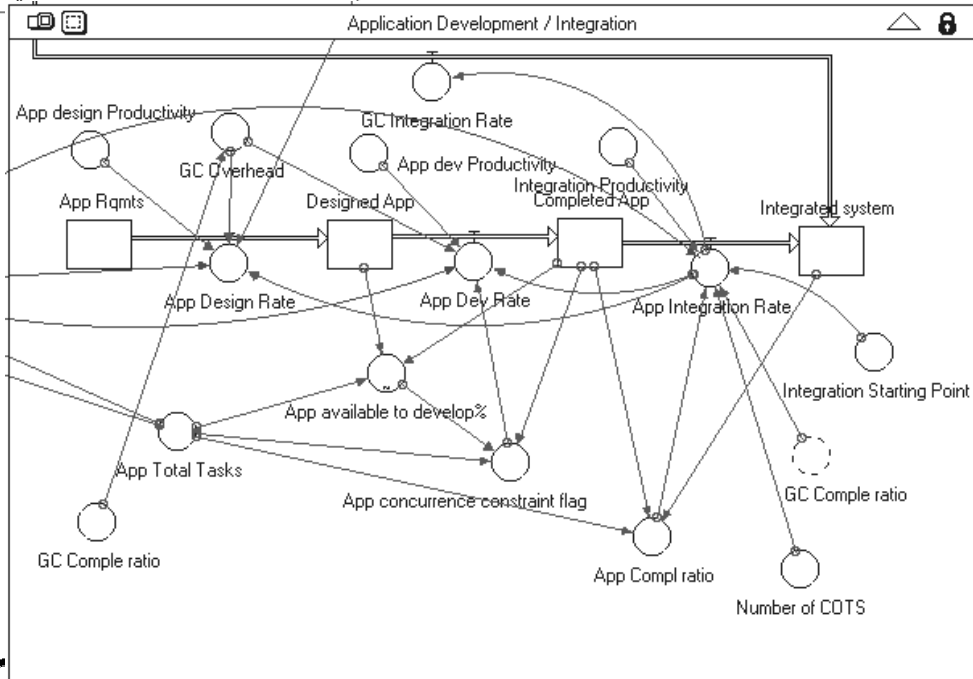 Application Development / Integration
App design Productivity
GC Integration Rate
GC Overhead
App dev Productivity
Integration Productivity
App Rqmts
Designed App
Completed App
Integrated system
App Design Rate
App Dev Rate
App Integration Rate
Integration Starting Point
App available to develop%
~
App Total Tasks
App concurrence constraint flag
GC Comple ratio
GC Comple ratio
App Compl ratio
Number of COTS